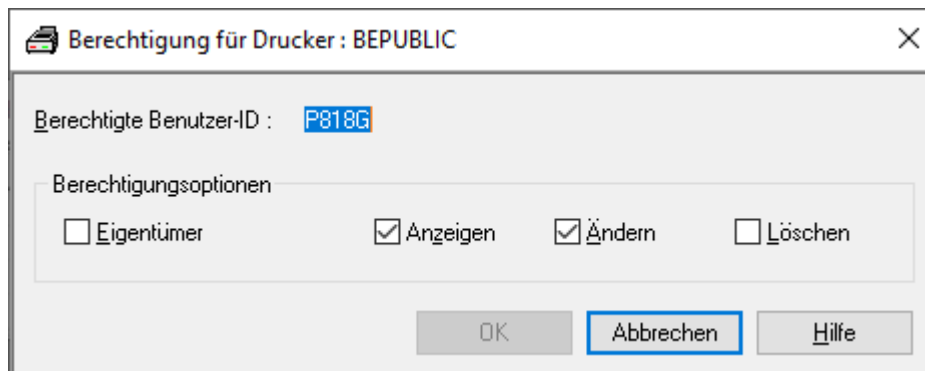 Berechtigung für Drucker : BEPUBLIC
Berechtigte Benutzer-ID : P818G
Berechtigungsoptionen
Eigentümer Anzeigen Ändern Löschen
OK Abbrechen Hilfe